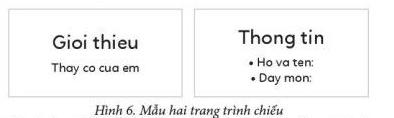 Gioi thieu
Thay co cua em
Thong tin
• Ho va ten:
• Day mon:
Hình 6. Mẫu hai trang trình chiếu